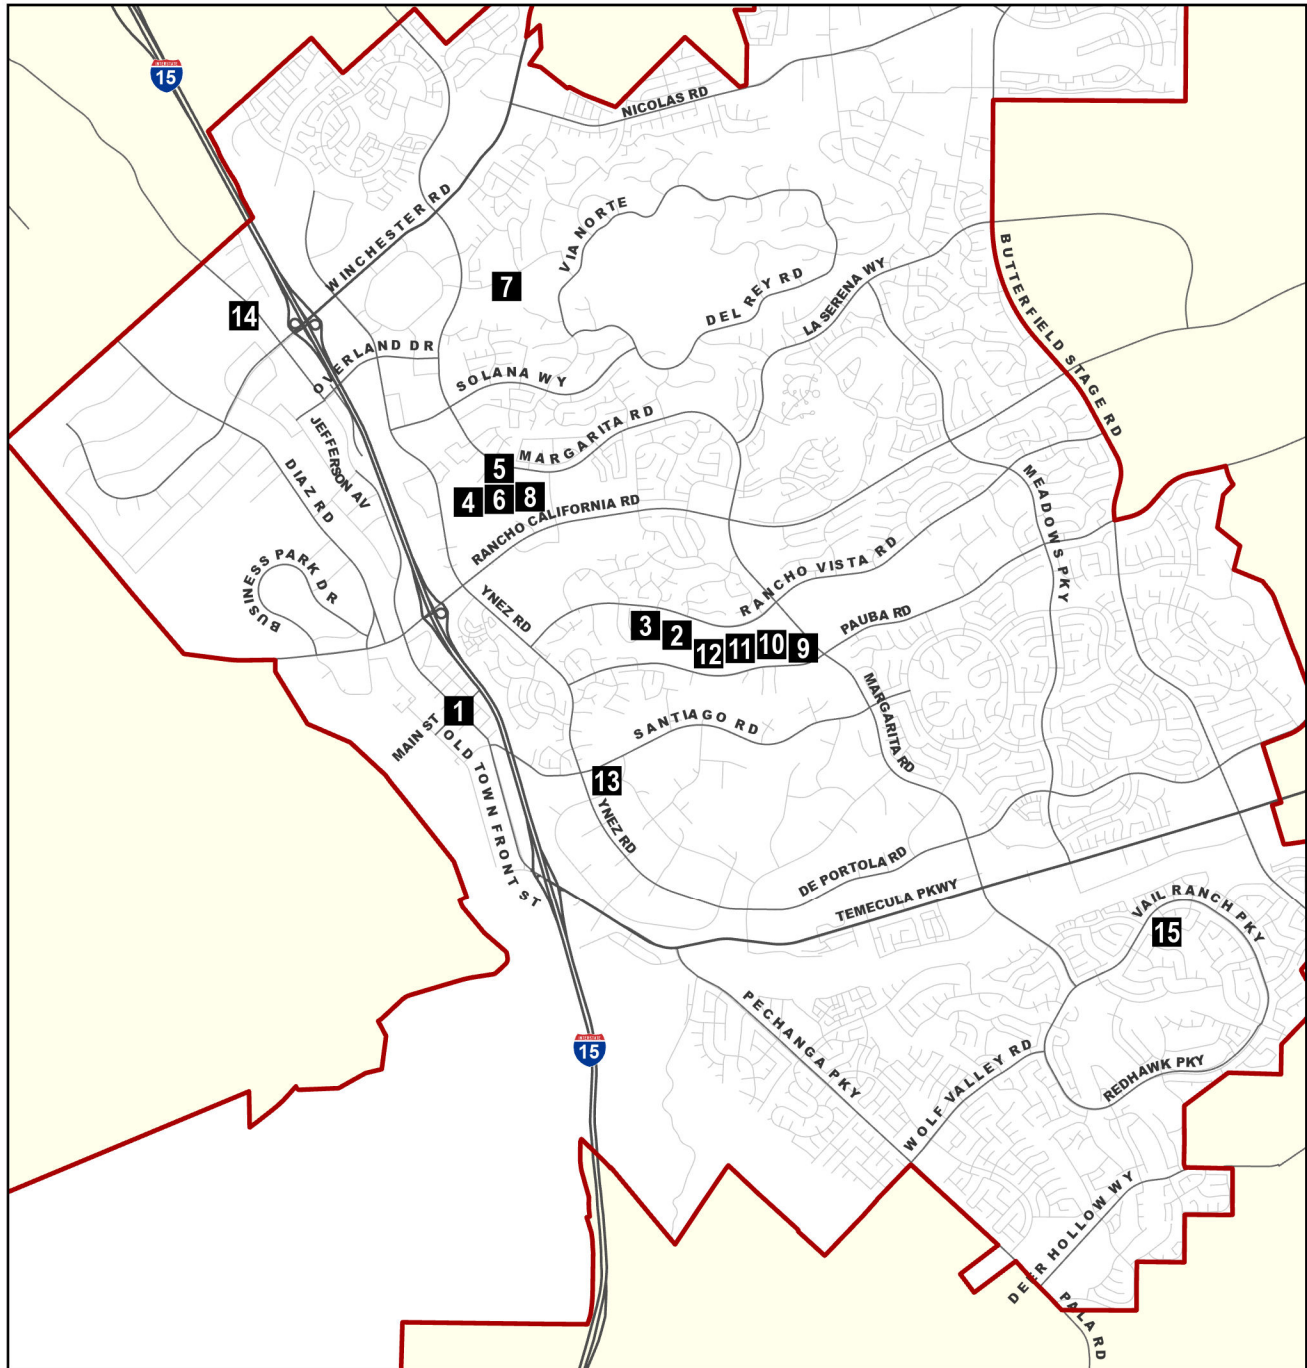 INTERSTATE
15
NICOLAS RD
WINCHESTER RD
VIA NORTE
7
DEL REY RD
LA SERENA WY
BUTTERFIELD STAGE RD
14
OVERLAND DR
SOLANA WY
MARGARITA RD
JEFFERSON AV
DIAZ RD
5
4
6
8
RANCHO CALIFORNIA RD
MEADOWS PKY
BUSINESS PARK DR
YNEZ RD
RANCHO VISTA RD
PAUBA RD
3
2
12
11
10
9
MARGARITA RD
1
MAIN ST
OLD TOWN FRONT ST
SANTIAGO RD
13
YNEZ RD
DE PORTOLA RD
TEMECULA PKWY
VAIL RANCH PKY
15
PECHANGA PKY
INTERSTATE
15
WOLF VALLEY RD
REDHAWK PKY
DEER HOLLOW WY
PALA RD